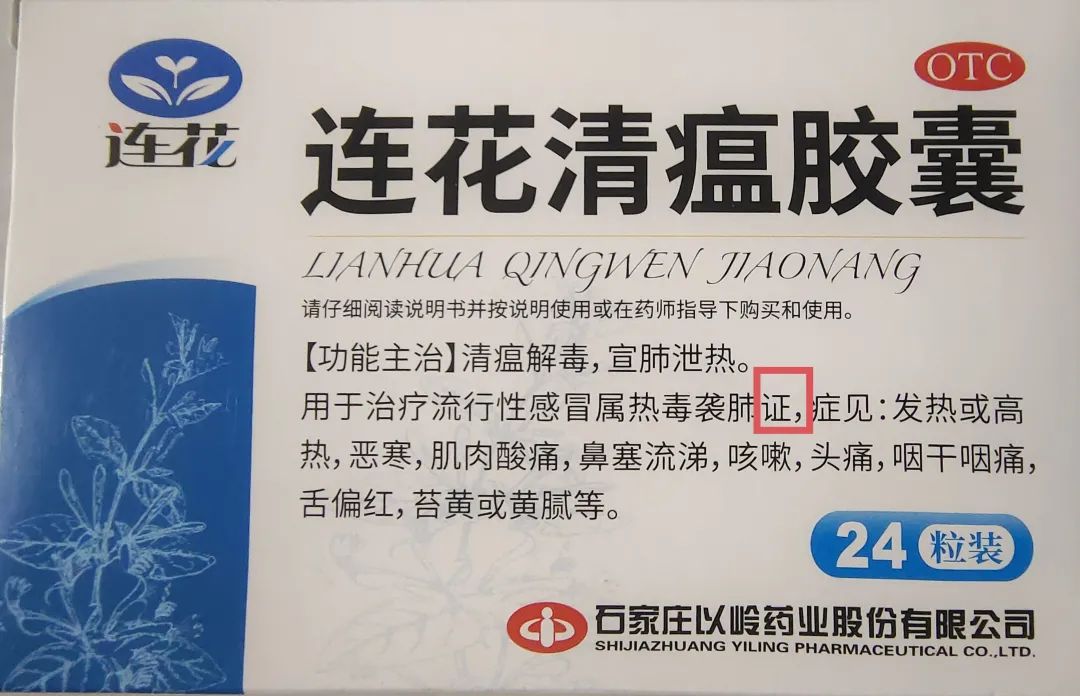 连花
OTC
连花清瘟胶囊
LIANHUA QINGWEN JIAONANG
请仔细阅读说明书并按说明使用或在药师指导下购买和使用。
【功能主治】清瘟解毒，宣肺泄热。
用于治疗流行性感冒属热毒袭肺证，症见：发热或高
热，恶寒，肌肉酸痛，鼻塞流涕，咳嗽，头痛，咽干咽痛，
舌偏红，苔黄或黄腻等。
24粒装
石家庄以岭药业股份有限公司
SHIJIAZHUANG YILING PHARMACEUTICAL CO.,LTD.